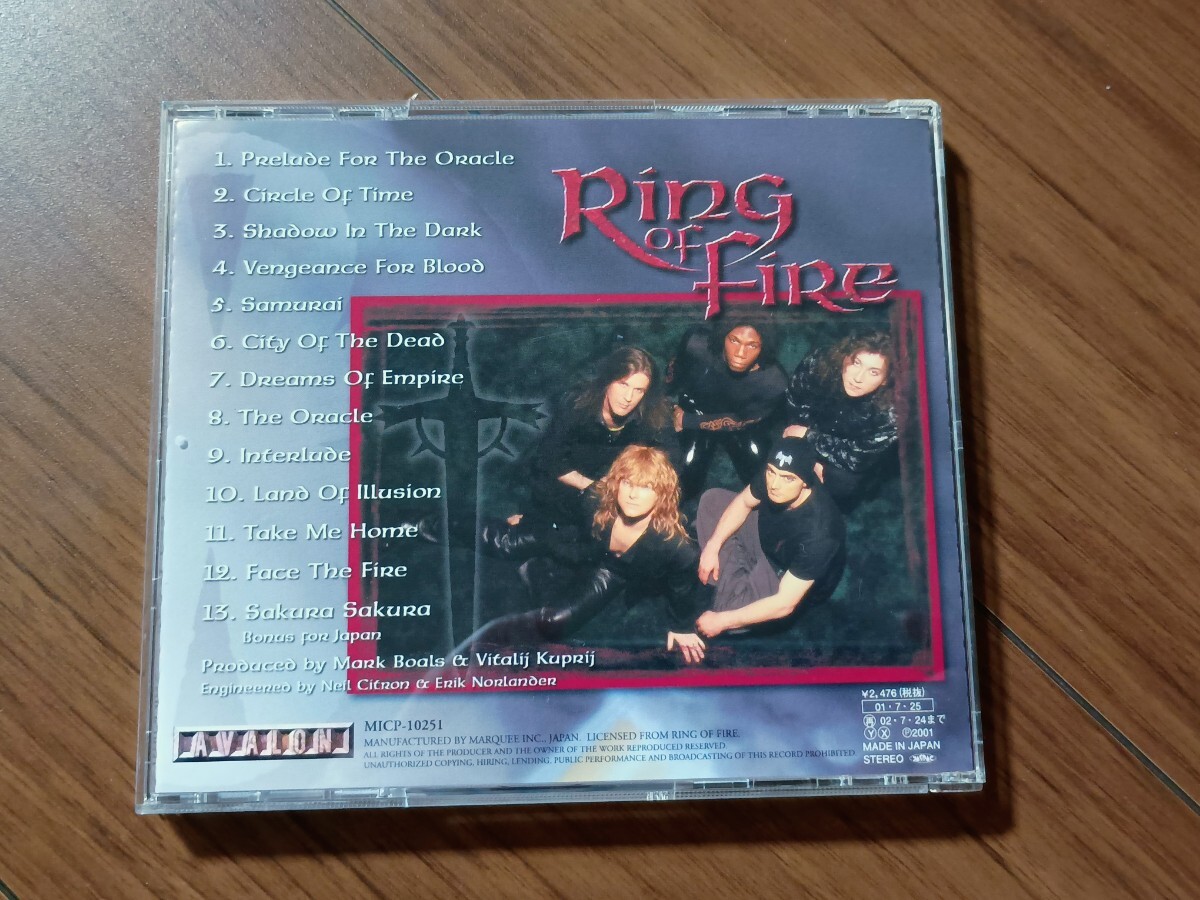 1. Prelude For The Oracle
2. Circle Of Time
3. Shadow In The Dark
4. Vengeance For Blood
5. Samurai
6. City Of The Dead
7. Dreams Of Empire
8. The Oracle
9. Interlude
10. Land Of Illusion
11. Take Me Home
12. Face The Fire
13. Sakura Sakura
Bonus for Japan
Ring
of
Fire
Produced by Mark Boals & Vitalij Kuprij
Engineered by Neil Citron & Erik Norlander
AVALON
MICP-10251
MANUFACTURED BY MARQUEE INC., JAPAN. LICENSED FROM RING OF FIRE.
ALL RIGHTS OF THE PRODUCER AND THE OWNER OF THE WORK REPRODUCED RESERVED
UNAUTHORIZED COPYING, HIRING, LENDING, PUBLIC PERFORMANCE AND BROADCASTING OF THIS RECORD PROHIBITED
¥2,476(税抜)
01・7・25
再 02・7・24まで
Ⓨ Ⓧ ℗2001
MADE IN JAPAN
STEREO